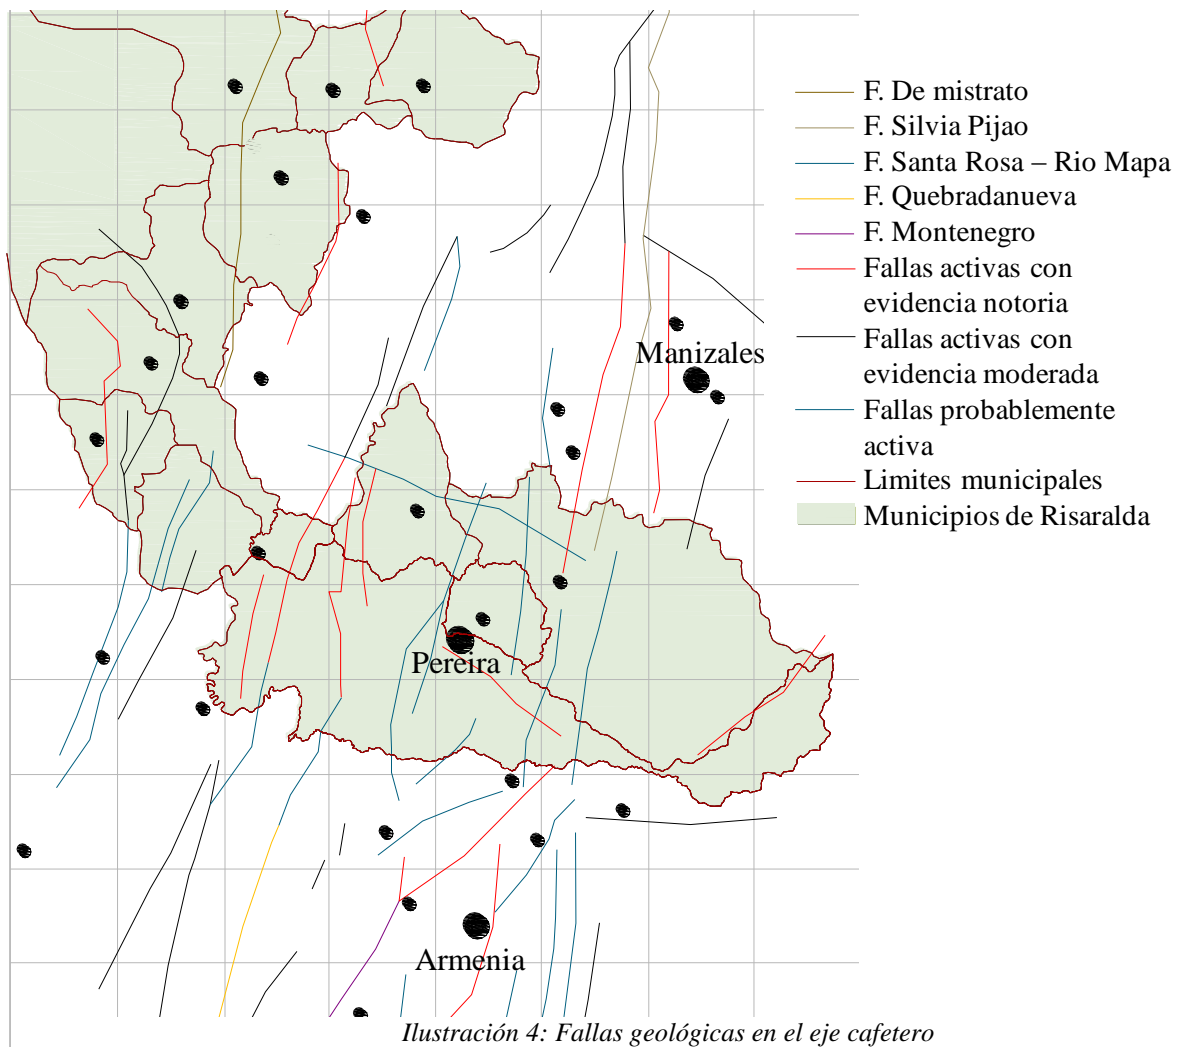 F. De mistrato
F. Silvia Pijao
F. Santa Rosa – Rio Mapa
F. Quebradanueva
F. Montenegro
Fallas activas con
evidencia notoria
Fallas activas con
evidencia moderada
Fallas probablemente
activa
Limites municipales
Municipios de Risaralda
Manizales
Pereira
Armenia
Ilustración 4: Fallas geológicas en el eje cafetero